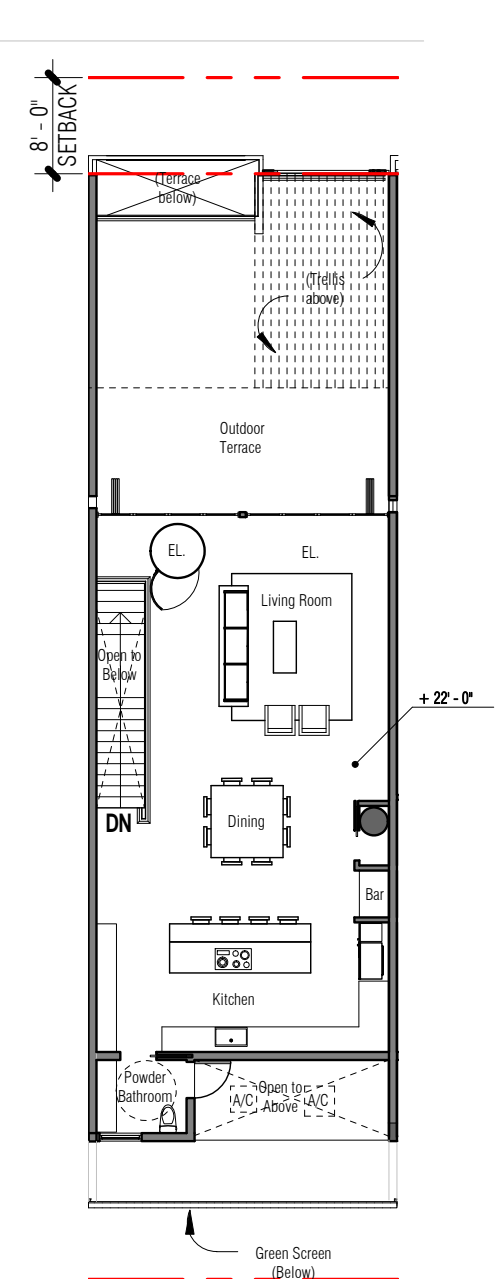 8' - 0"
SETBACK
(Terrace
below)
(Trellis
above)
Outdoor
Terrace
EL.
EL.
Living Room
Open to
Below
+ 22' - 0"
DN
Dining
Bar
Kitchen
Powder
Bathroom
A/C
Open to
Above
A/C
Green Screen
(Below)